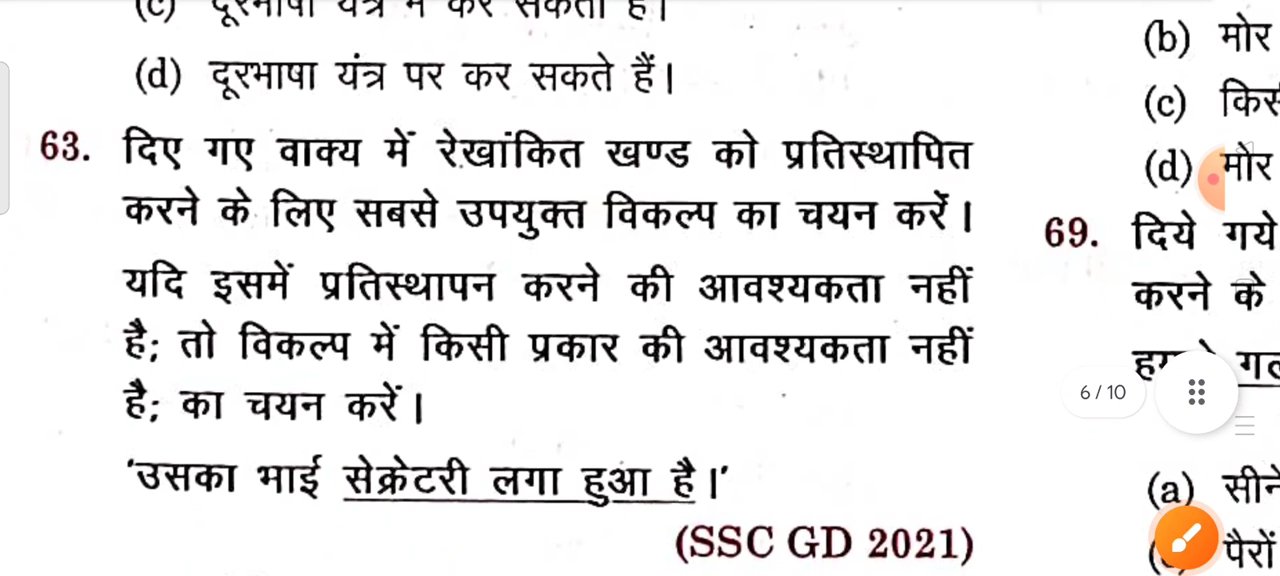 (d) दूरभाषा यंत्र पर कर सकते हैं।
63. दिए गए वाक्य में रेखांकित खण्ड को प्रतिस्थापित
करने के लिए सबसे उपयुक्त विकल्प का चयन करें।
यदि इसमें प्रतिस्थापन करने की आवश्यकता नहीं
है; तो विकल्प में किसी प्रकार की आवश्यकता नहीं
है; का चयन करें।
'उसका भाई सेक्रेटरी लगा हुआ है।'
(SSC GD 2021)
(b) मोर
(c)
(d) मोर
69. दिये गये
करने के
6 / 10
(a)
पैरों